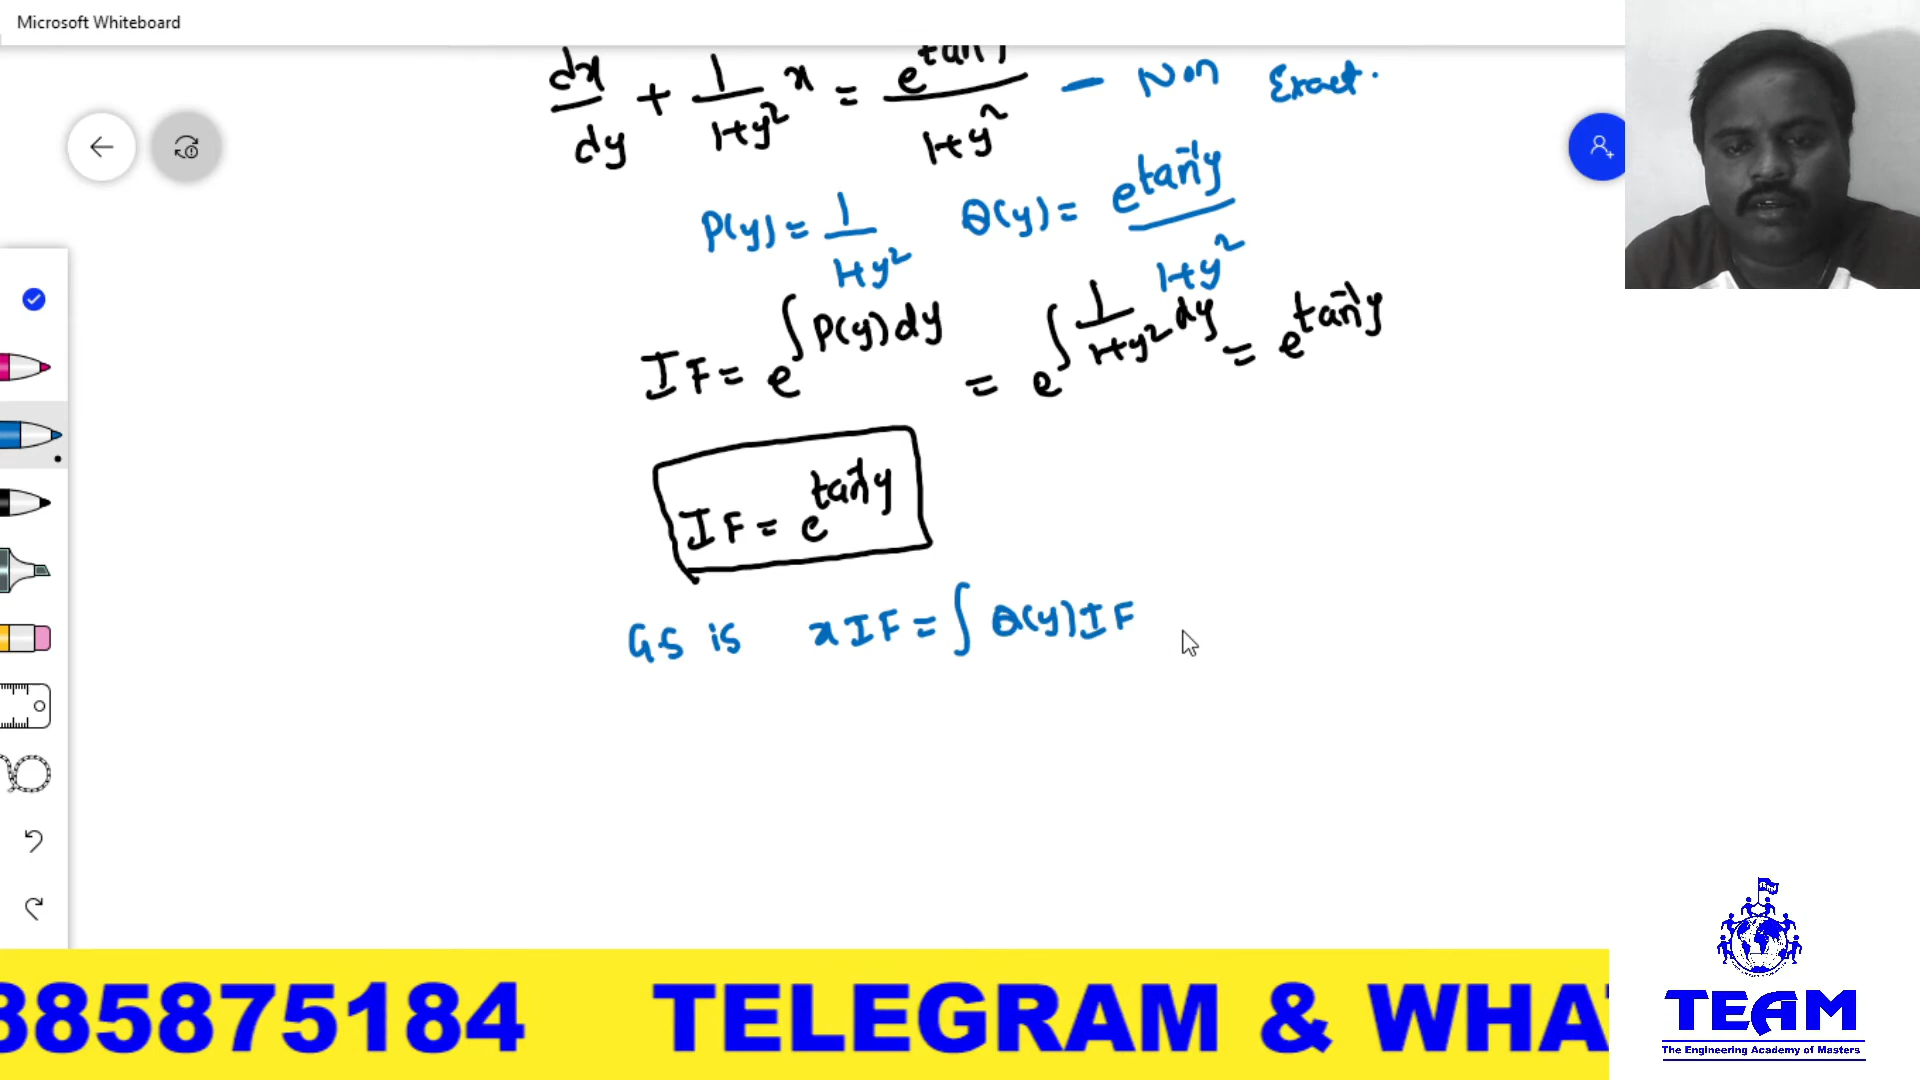 Microsoft Whiteboard
dx/dy + 1/(1+y²) x = e^(tan⁻¹y)/(1+y²) — Non Exact.
P(y) = 1/(1+y²) Q(y) = e^(tan⁻¹y)/(1+y²)
IF = e^(∫P(y)dy) = e^(∫1/(1+y²) dy) = e^(tan⁻¹y)
IF = e^(tan⁻¹y)
GS is x IF = ∫ Q(y) IF
885875184 TELEGRAM & WHA
TEAM
The Engineering Academy of Masters